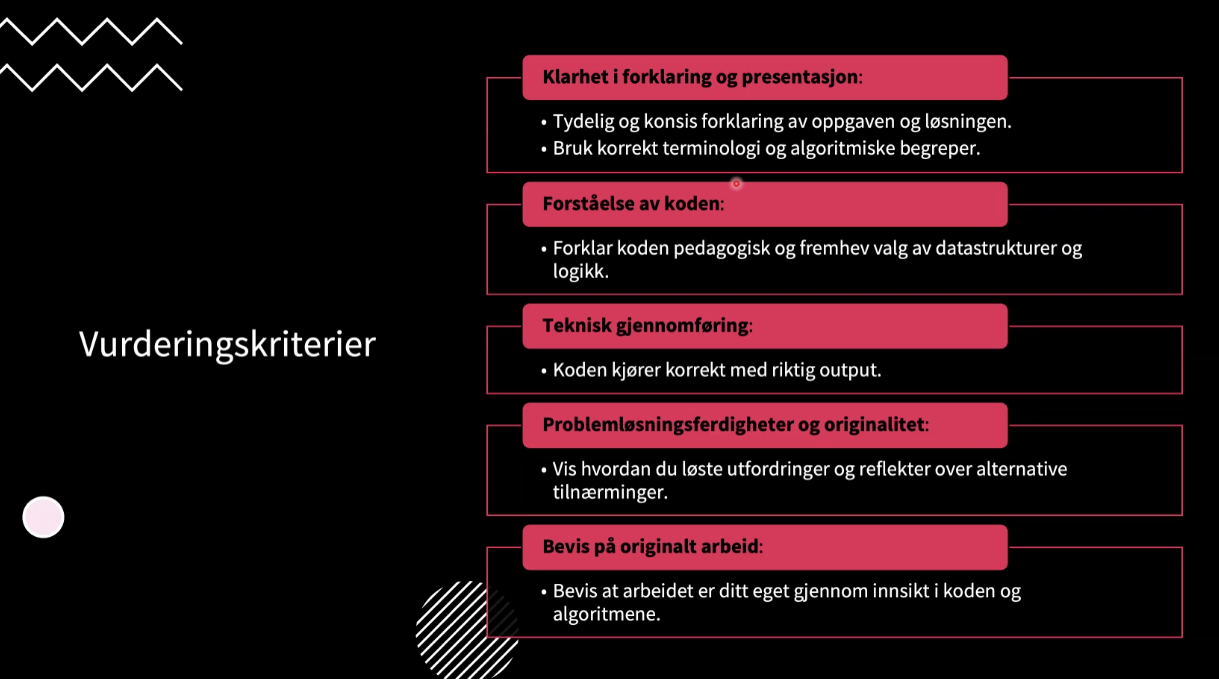 Vurderingskriterier
Klarhet i forklaring og presentasjon:
• Tydelig og konsis forklaring av oppgaven og løsningen.
• Bruk korrekt terminologi og algoritmiske begreper.
Forståelse av koden:
• Forklar koden pedagogisk og fremhev valg av datastrukturer og
logikk.
Teknisk gjennomføring:
• Koden kjører korrekt med riktig output.
Problemløsningsferdigheter og originalitet:
• Vis hvordan du løste utfordringer og reflekter over alternative
tilnærminger.
Bevis på originalt arbeid:
• Bevis at arbeidet er ditt eget gjennom innsikt i koden og
algoritmene.